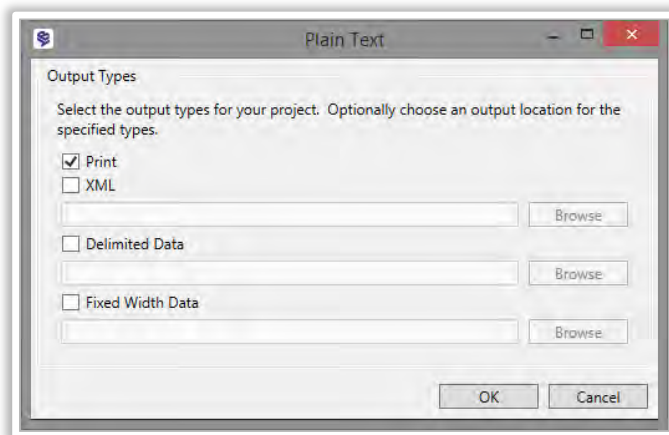 Plain Text
Output Types
Select the output types for your project. Optionally choose an output location for the
specified types.
Print
XML
Browse
Delimited Data
Browse
Fixed Width Data
Browse
OK Cancel